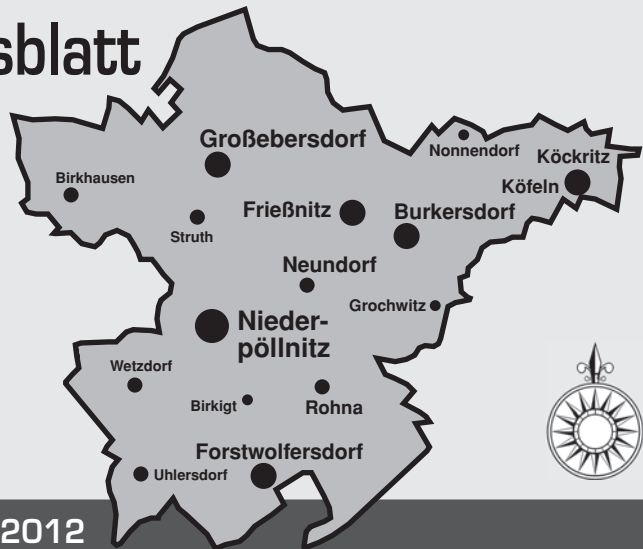 sblatt
Großebersdorf
Nonnendorf
Köckritz
Birkhausen
Köfeln
Frießnitz
Burkersdorf
Struth
Neundorf
Grochwitz
Nieder-
pöllnitz
Wetzdorf
Birkigt
Rohna
Forstwolfersdorf
Uhlersdorf
2012